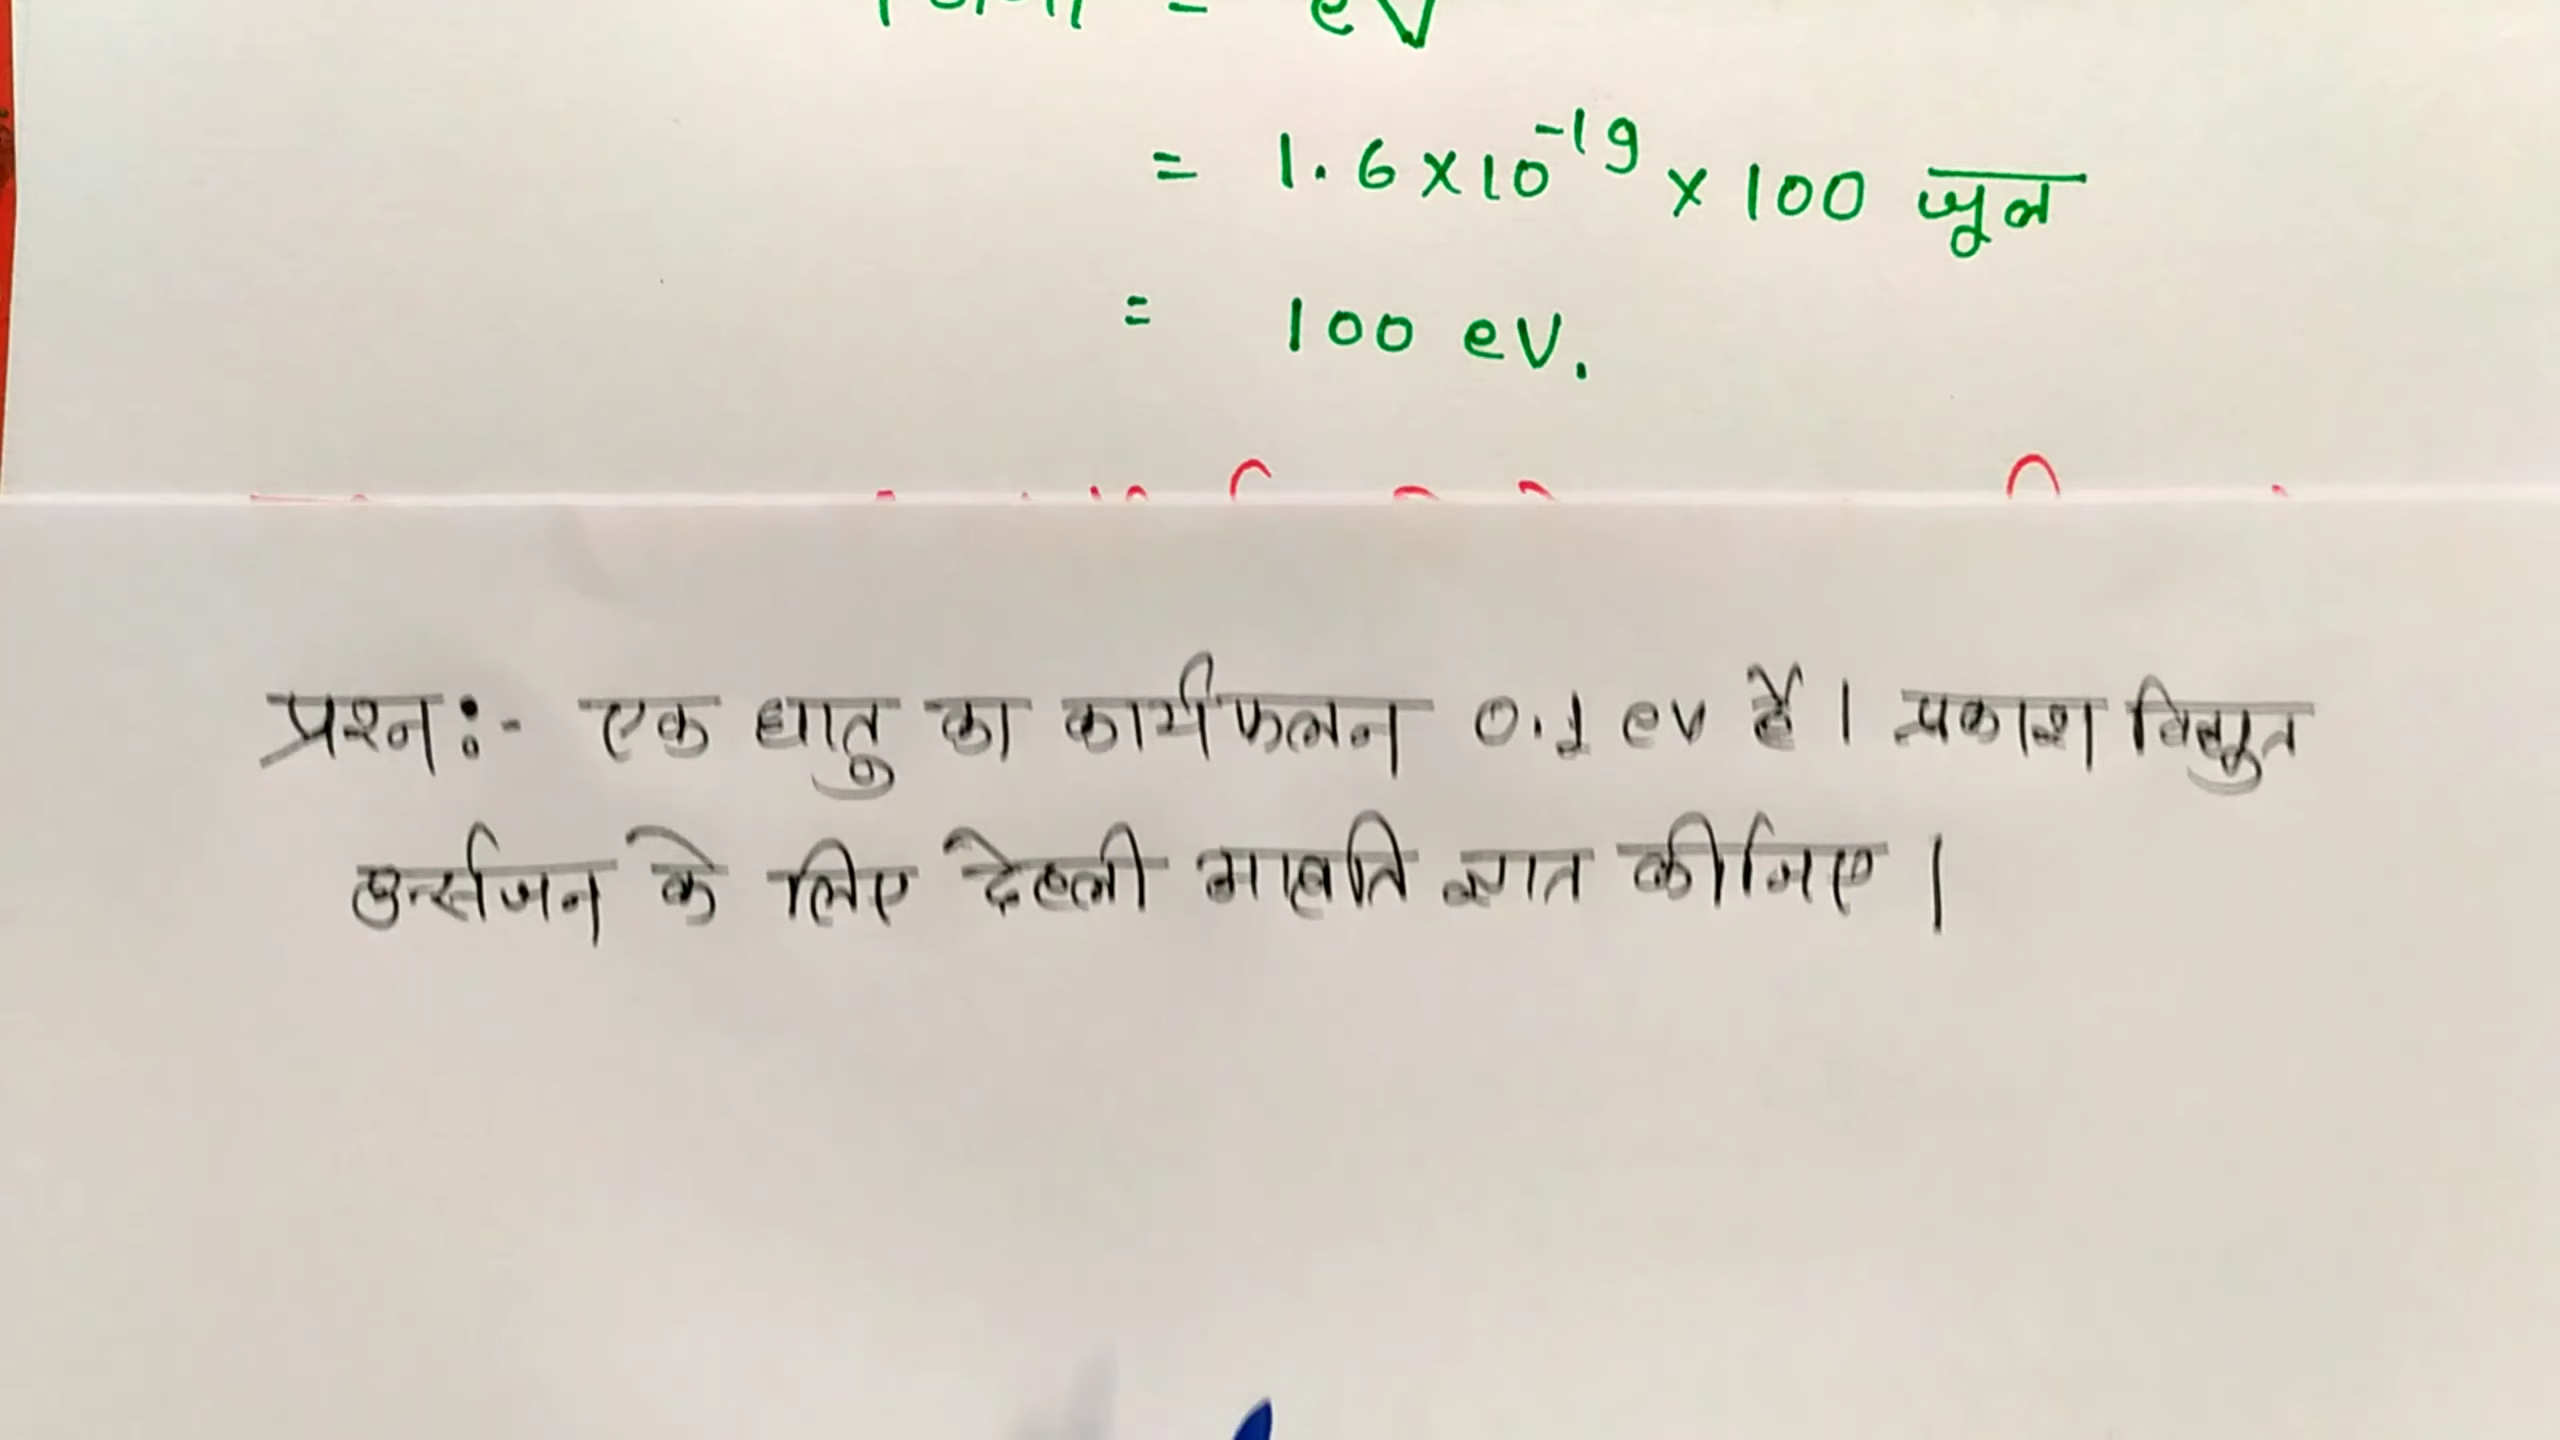 = eV
= 1.6 × 10⁻¹⁹ × 100 जूल
= 100 eV.
प्रश्न:- एक धातु का कार्यफलन 0.1 ev है। प्रकाश विद्युत
उत्सर्जन के लिए देहली आवृति ज्ञात कीजिए।